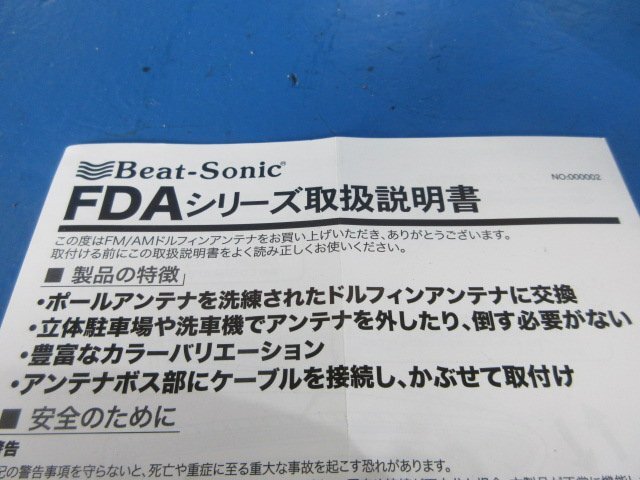 Beat-Sonic®
NO:000002
FDAシリーズ取扱説明書
この度はFM/AMドルフィンアンテナをお買い上げいただき、ありがとうございます。
取付ける前にこの取扱説明書をよく読み正しくお使いください。
■ 製品の特徴
・ポールアンテナを洗練されたドルフィンアンテナに交換
・立体駐車場や洗車機でアンテナを外したり、倒す必要がない
・豊富なカラーバリエーション
・アンテナボス部にケーブルを接続し、かぶせて取付け
■ 安全のために
警告
記の警告事項を守らないと、死亡や重症に至る重大な事故を起こす恐れがあります。